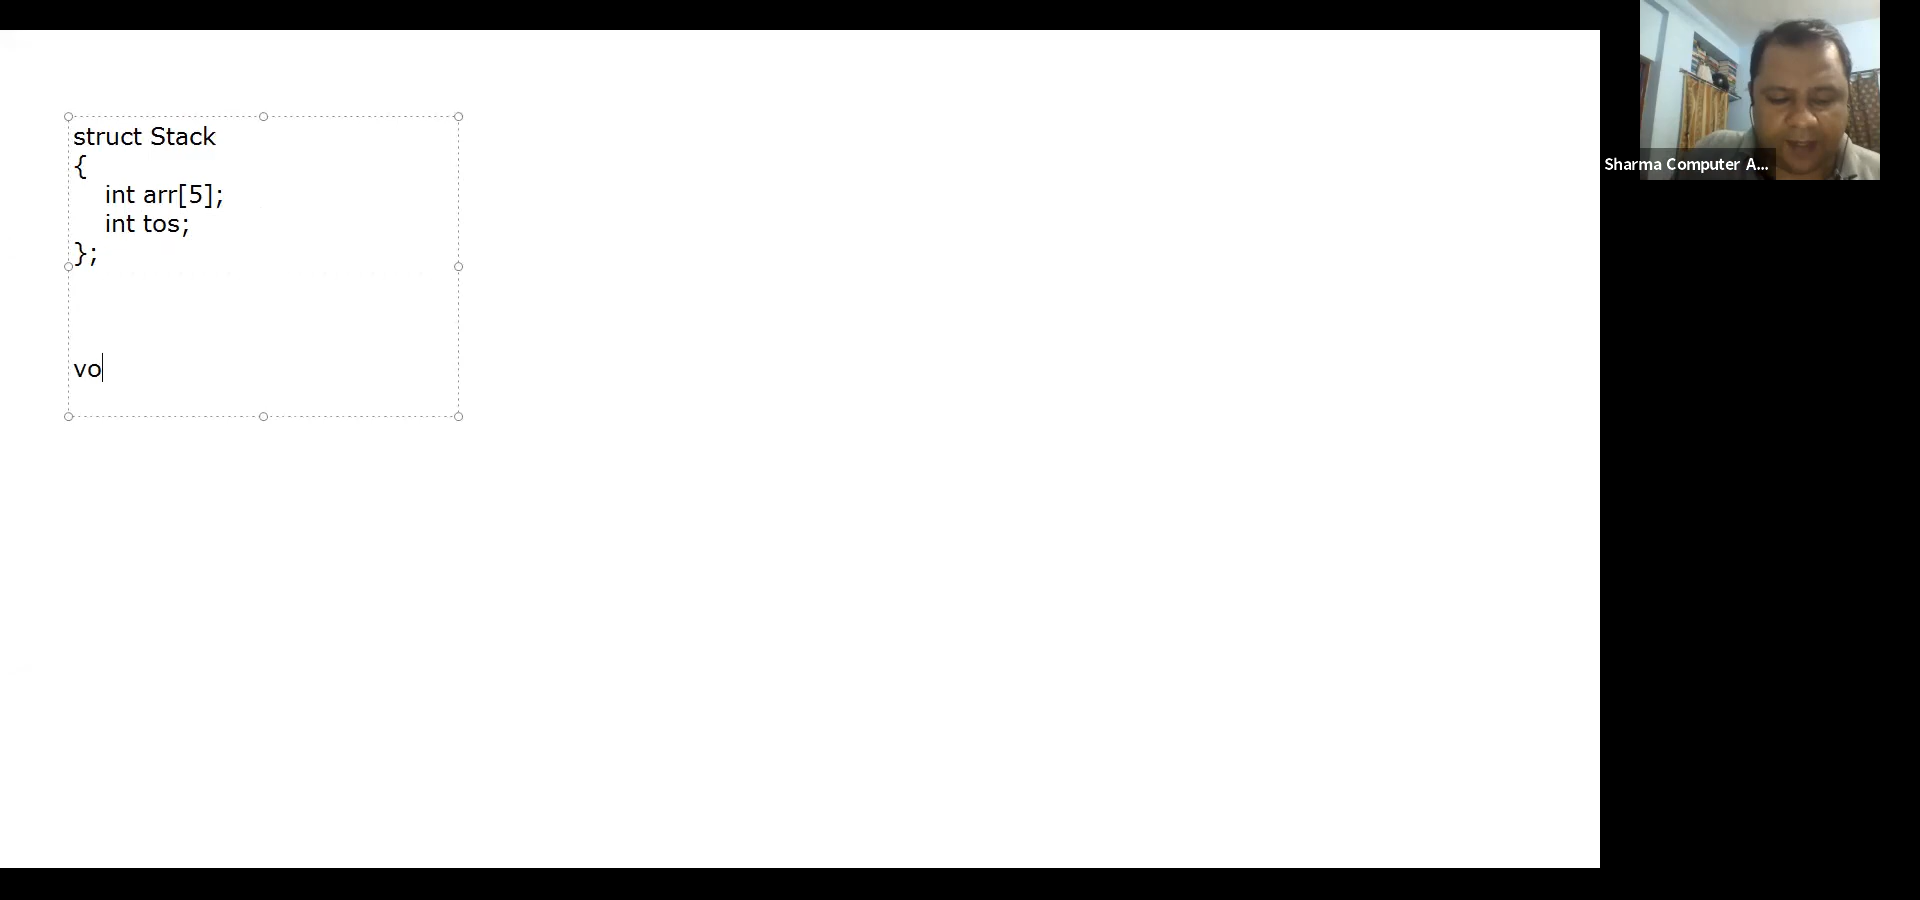 struct Stack
{
int arr[5];
int tos;
};
vo
Sharma Computer A...